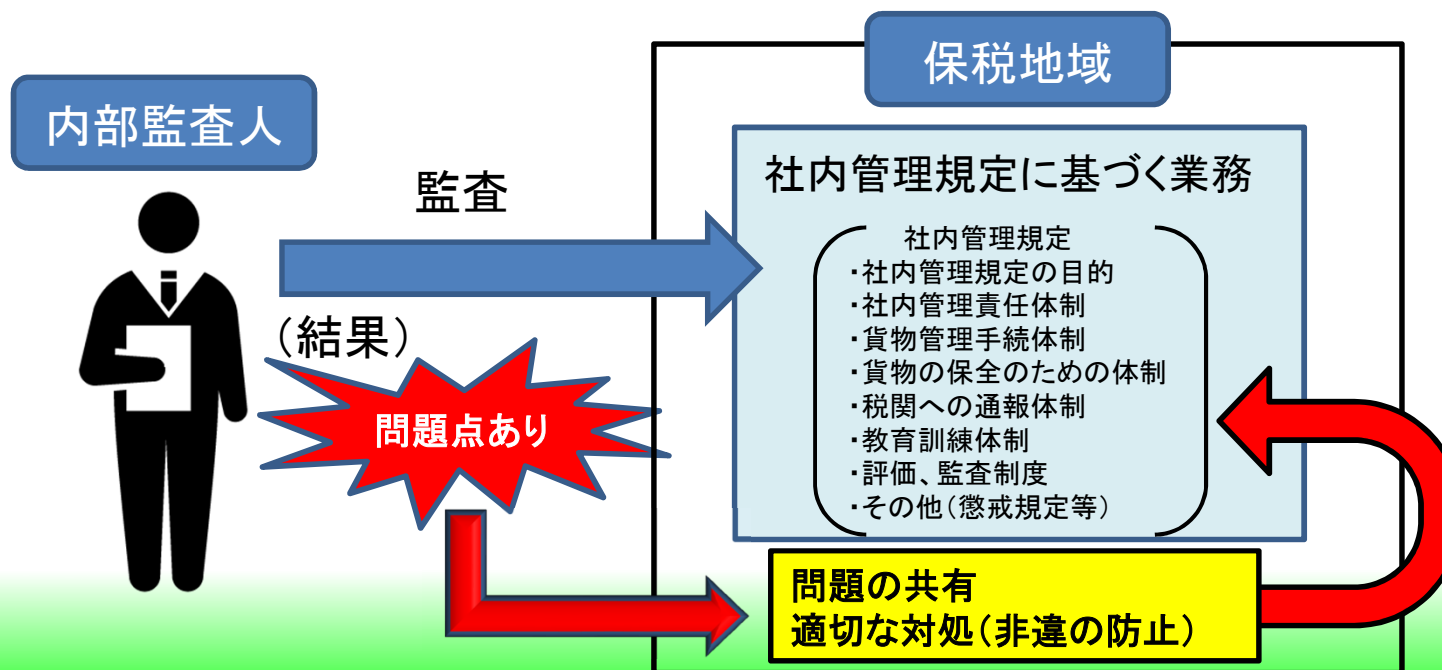 保税地域
内部監査人
監査
(結果)
問題点あり
社内管理規定に基づく業務
社内管理規定
・社内管理規定の目的
・社内管理責任体制
・貨物管理手続体制
・貨物の保全のための体制
・税関への通報体制
・教育訓練体制
・評価、監査制度
・その他(懲戒規定等)
問題の共有
適切な対処(非違の防止)